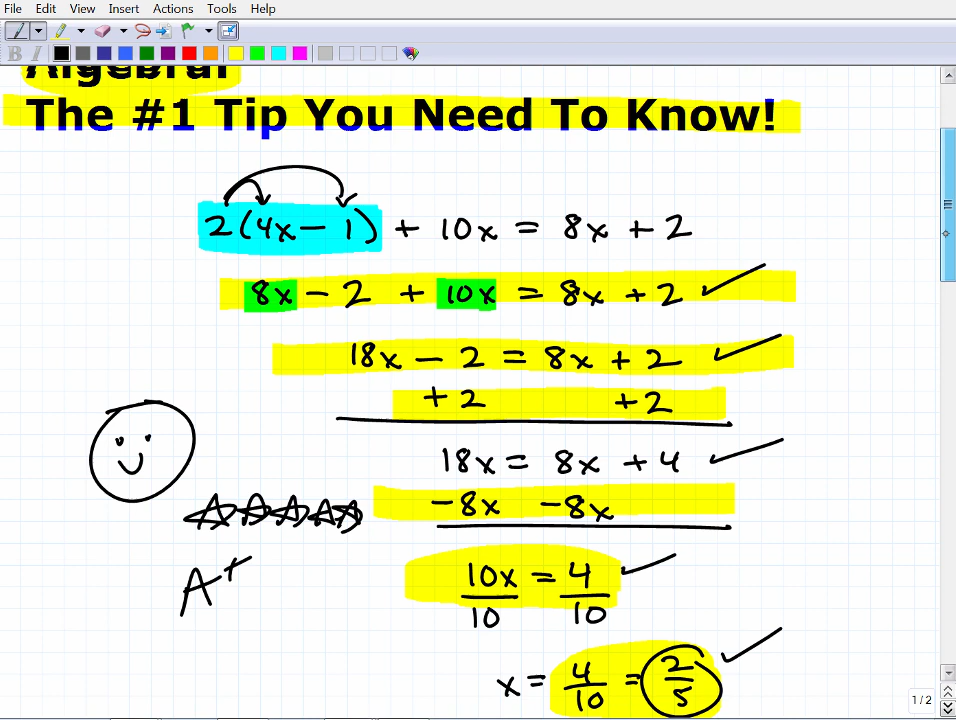 File Edit View Insert Actions Tools Help
B I
Algebra!
The #1 Tip You Need To Know!
2(4x - 1) + 10x = 8x + 2
8x - 2 + 10x = 8x + 2
18x - 2 = 8x + 2
+2 +2
18x = 8x + 4
-8x -8x
10x/10 = 4/10
A+
x = 4/10 = 2/5
1 / 2